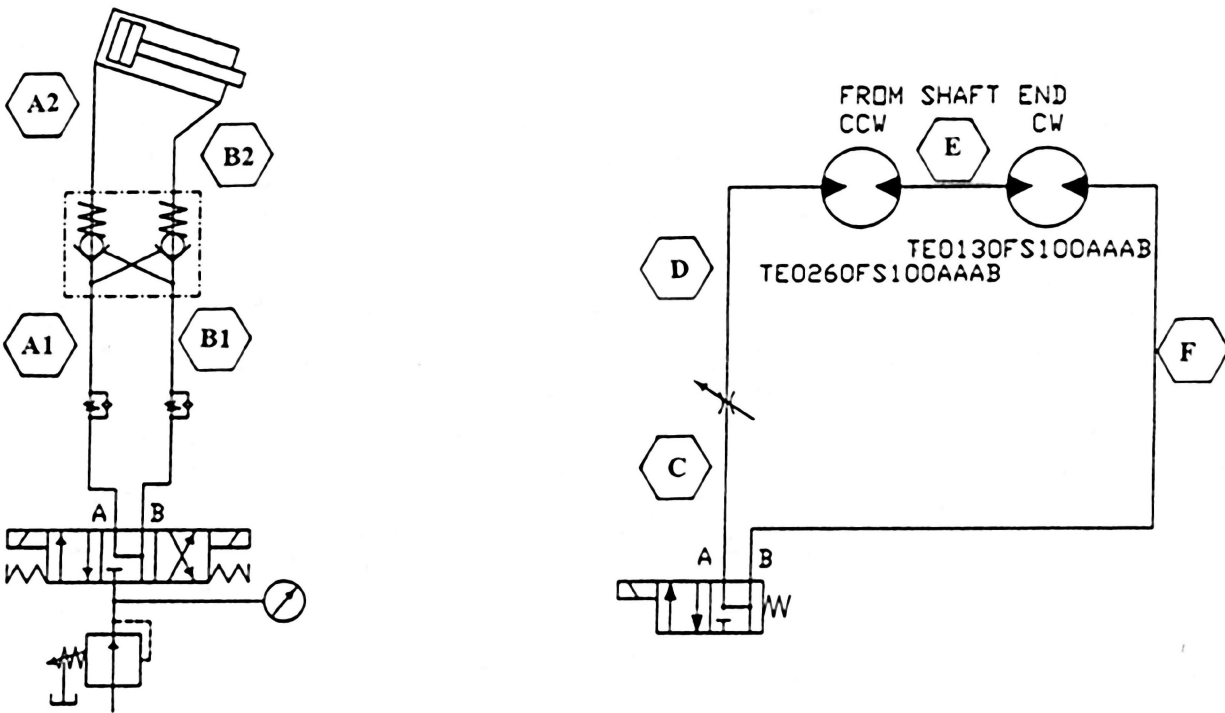 A2
B2
A1
B1
A B
FROM SHAFT END
CCW CW
E
TE0130FS100AAAB
TE0260FS100AAAB
D
F
C
A B